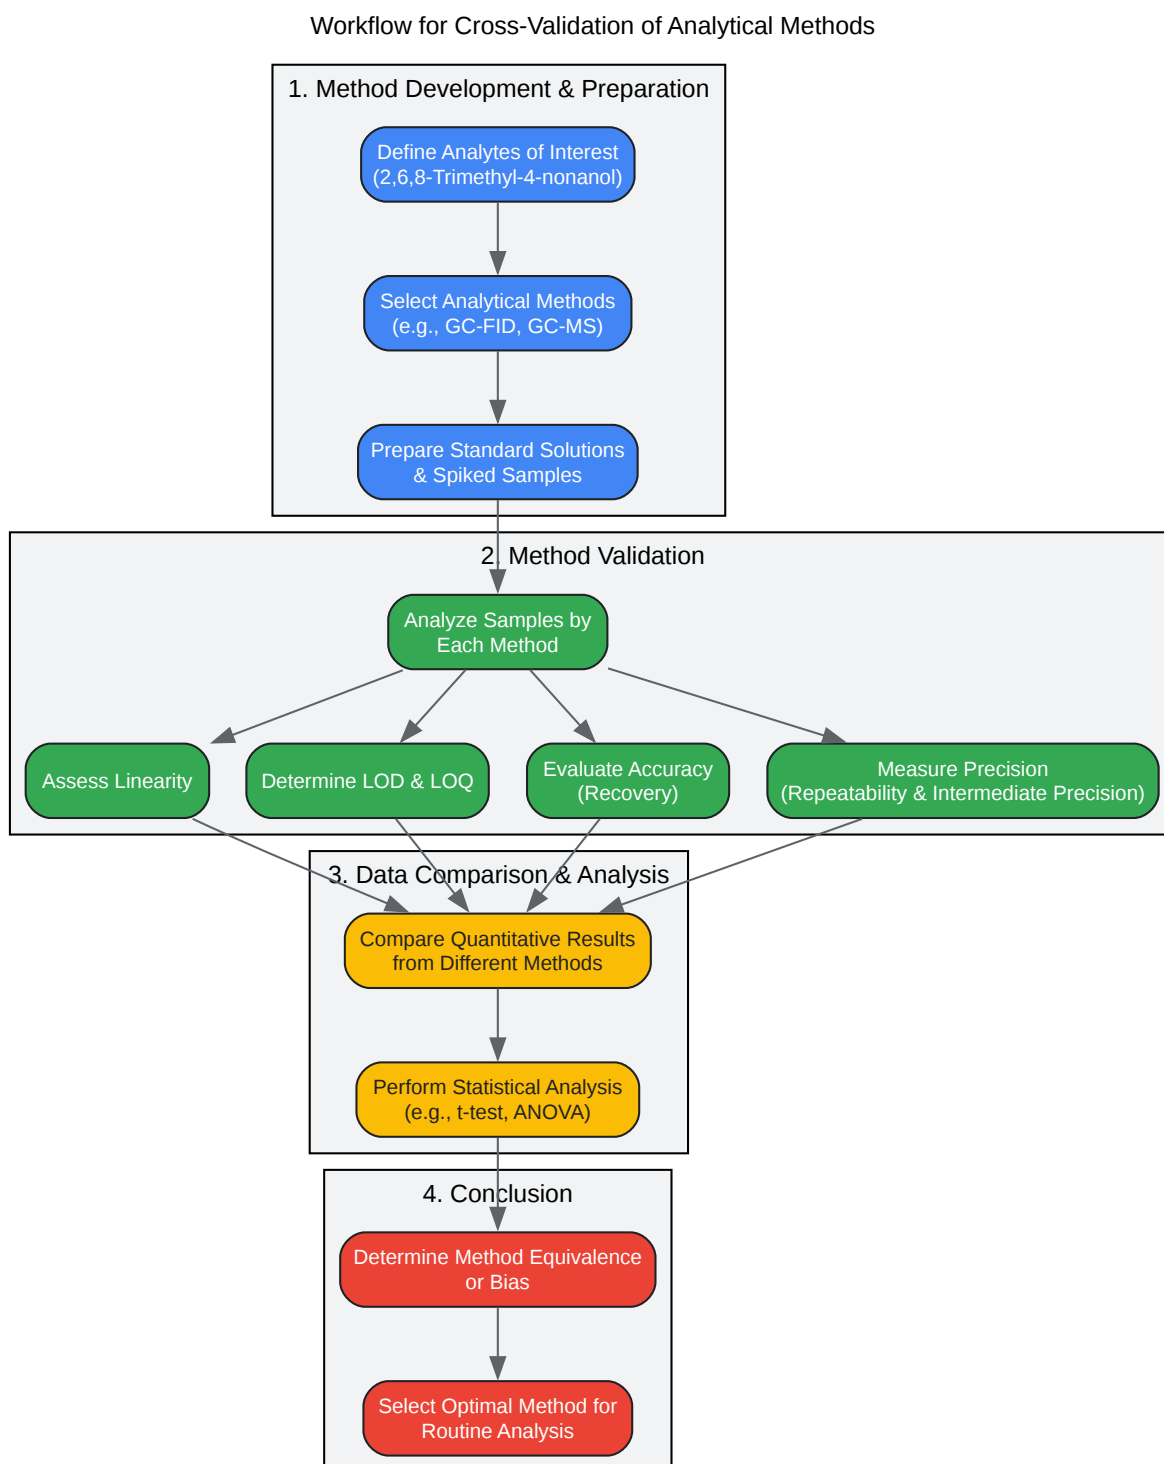 Workflow for Cross-Validation of Analytical Methods
1. Method Development & Preparation
Define Analytes of Interest
(2,6,8-Trimethyl-4-nonanol)
Select Analytical Methods
(e.g., GC-FID, GC-MS)
Prepare Standard Solutions
& Spiked Samples
2. Method Validation
Analyze Samples by
Each Method
Assess Linearity
Determine LOD & LOQ
Evaluate Accuracy
(Recovery)
Measure Precision
(Repeatability & Intermediate Precision)
3. Data Comparison & Analysis
Compare Quantitative Results
from Different Methods
Perform Statistical Analysis
(e.g., t-test, ANOVA)
4. Conclusion
Determine Method Equivalence
or Bias
Select Optimal Method for
Routine Analysis